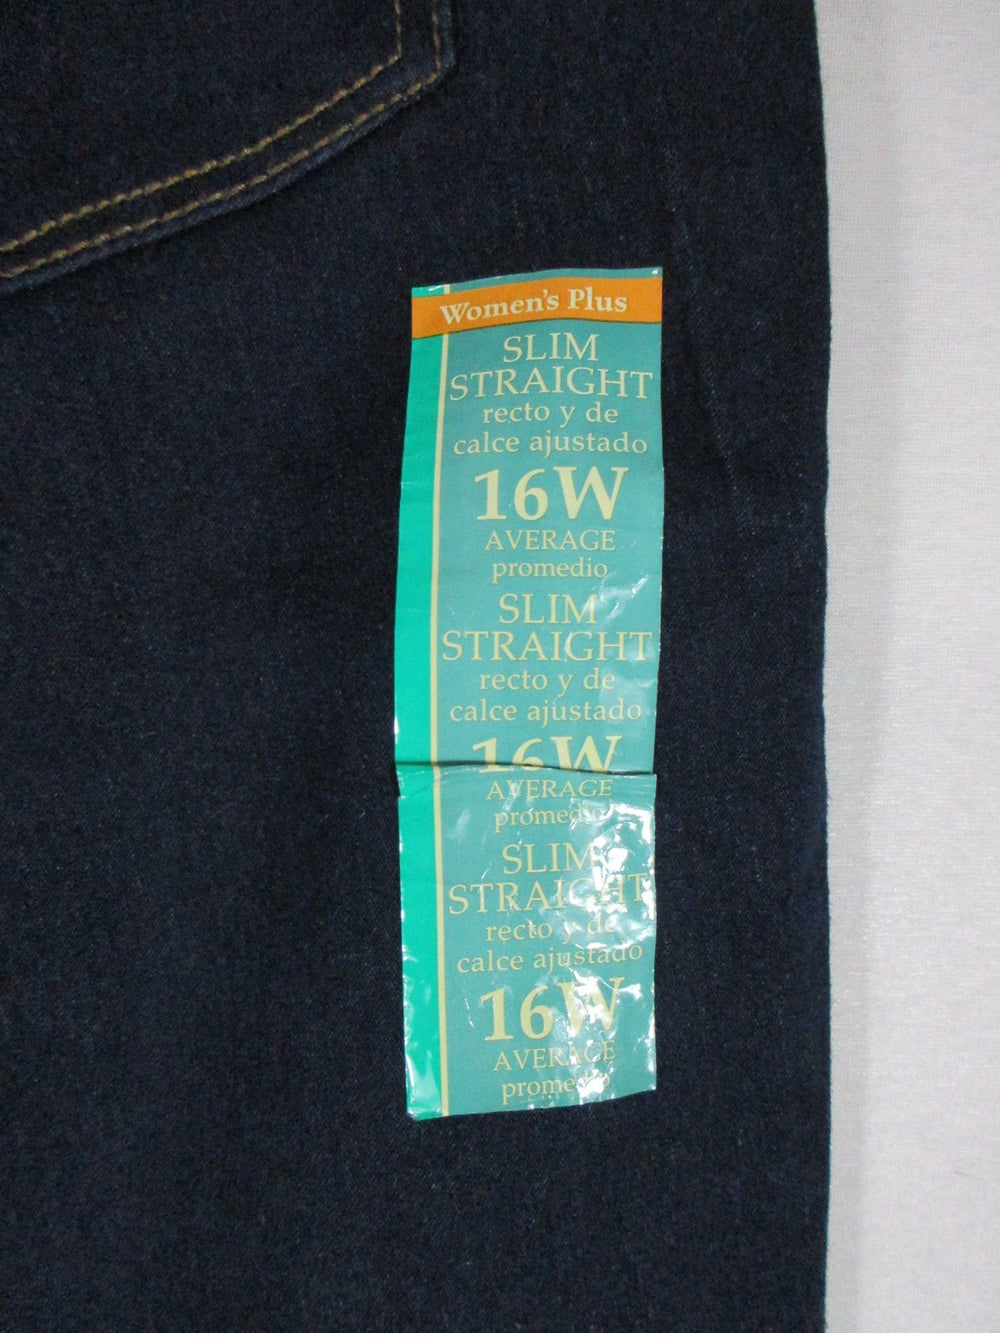 Women's Plus
SLIM
STRAIGHT
recto y de
calce ajustado
16W
AVERAGE
promedio
SLIM
STRAIGHT
recto y de
calce ajustado
16W
AVERAGE
promedio
SLIM
STRAIGHT
recto y de
calce ajustado
16W
AVERAGE
promedio